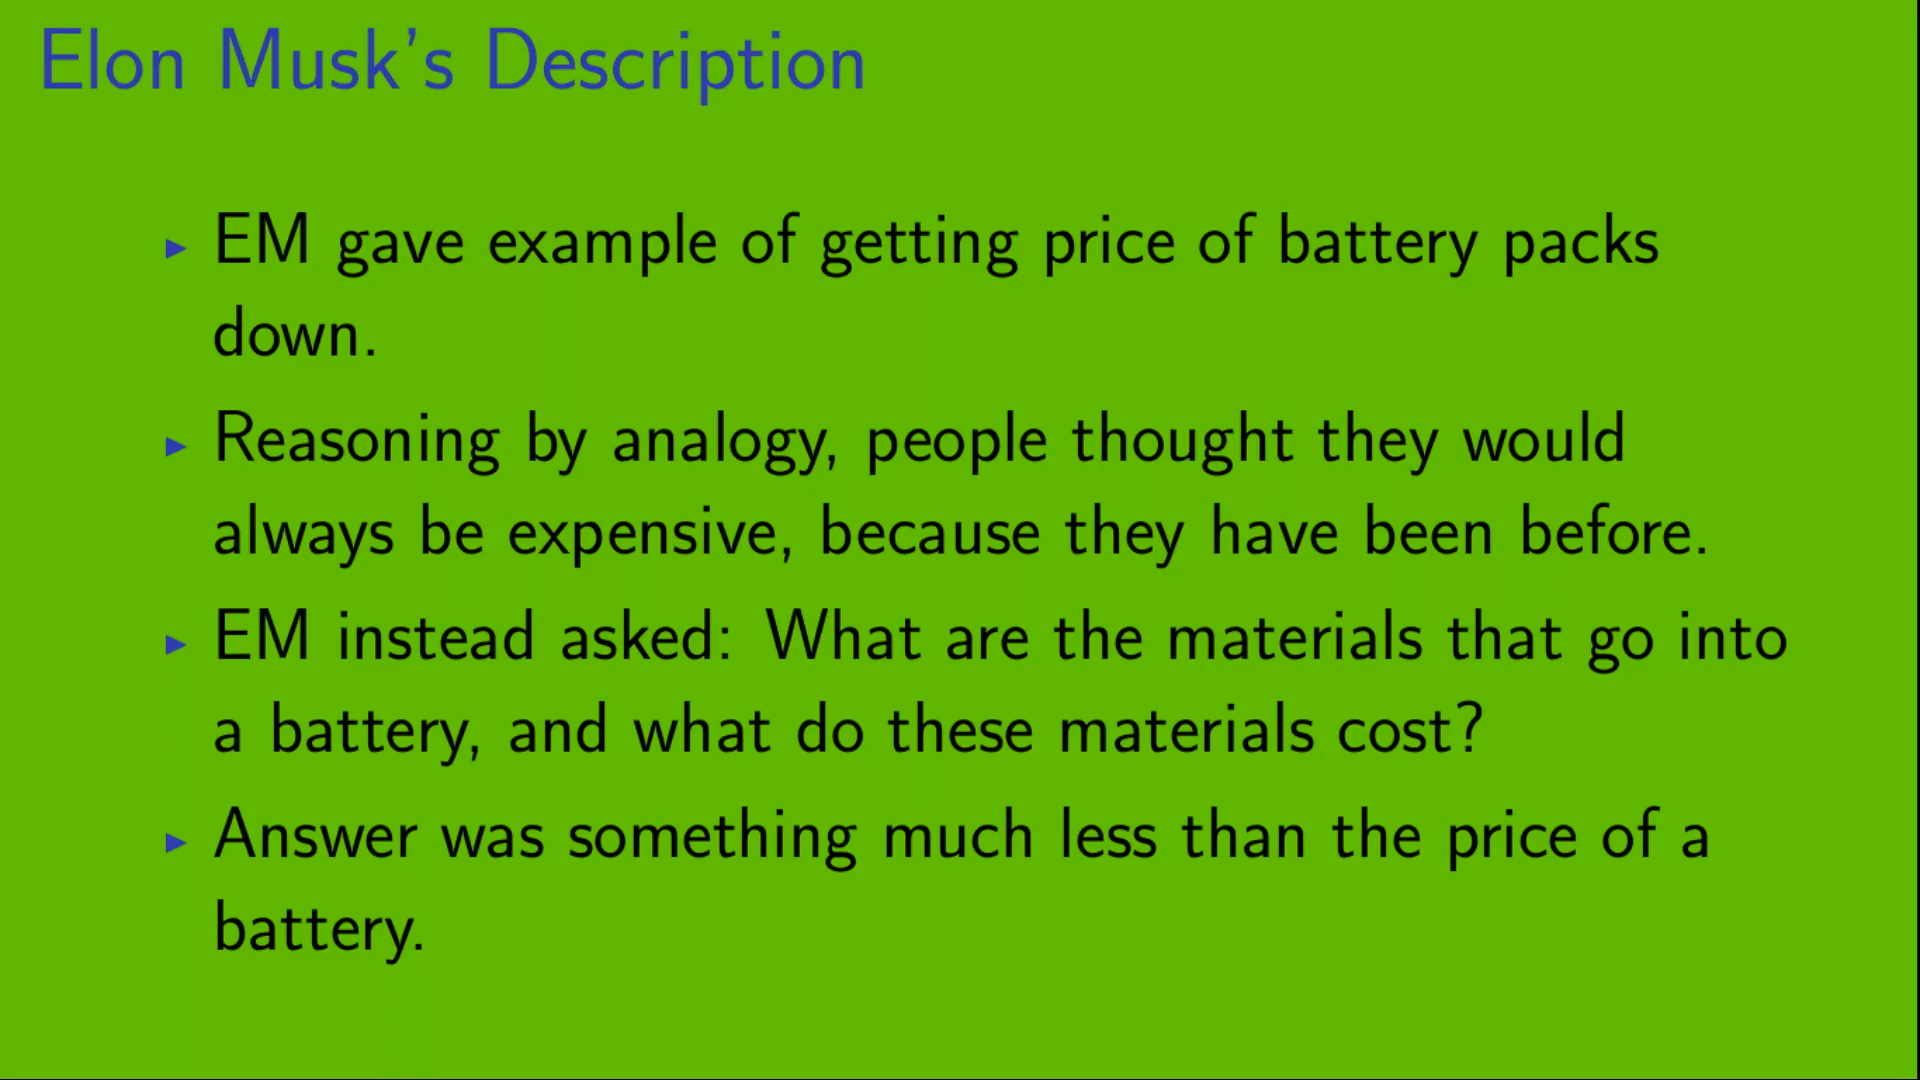 Elon Musk's Description
▸ EM gave example of getting price of battery packs
down.
▸ Reasoning by analogy, people thought they would
always be expensive, because they have been before.
▸ EM instead asked: What are the materials that go into
a battery, and what do these materials cost?
▸ Answer was something much less than the price of a
battery.